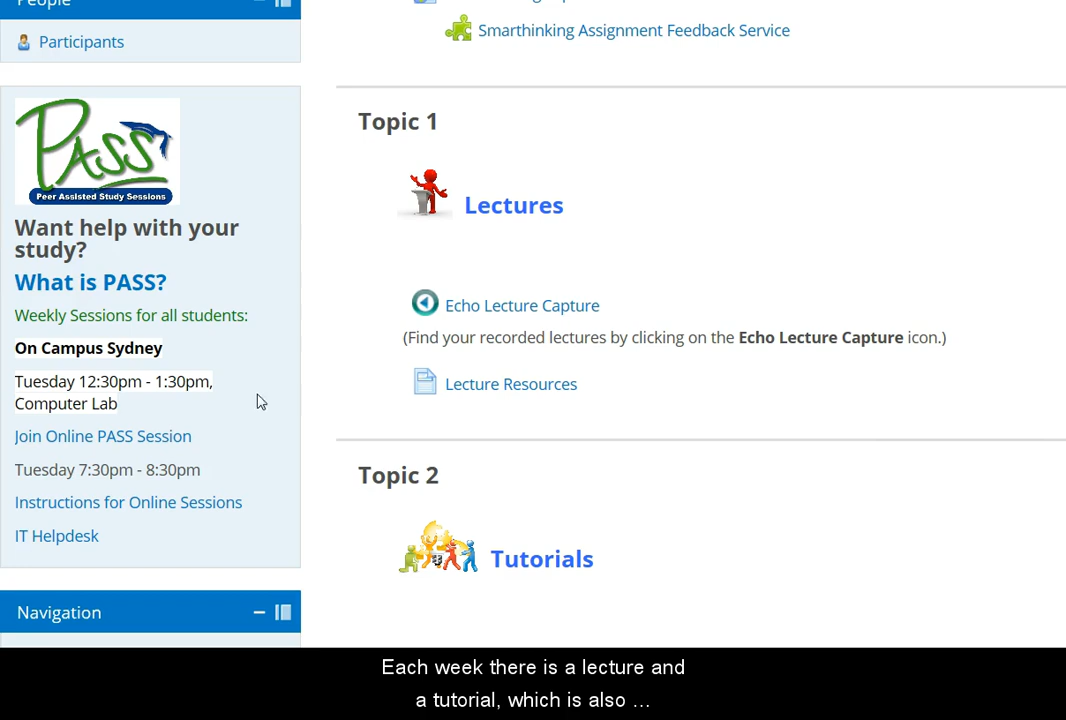 People
Participants
PASS
Peer Assisted Study Sessions
Want help with your
study?
What is PASS?
Weekly Sessions for all students:
On Campus Sydney
Tuesday 12:30pm - 1:30pm,
Computer Lab
Join Online PASS Session
Tuesday 7:30pm - 8:30pm
Instructions for Online Sessions
IT Helpdesk
Navigation
Smarthinking Assignment Feedback Service
Topic 1
Lectures
Echo Lecture Capture
(Find your recorded lectures by clicking on the Echo Lecture Capture icon.)
Lecture Resources
Topic 2
Tutorials
Each week there is a lecture and
a tutorial, which is also ...